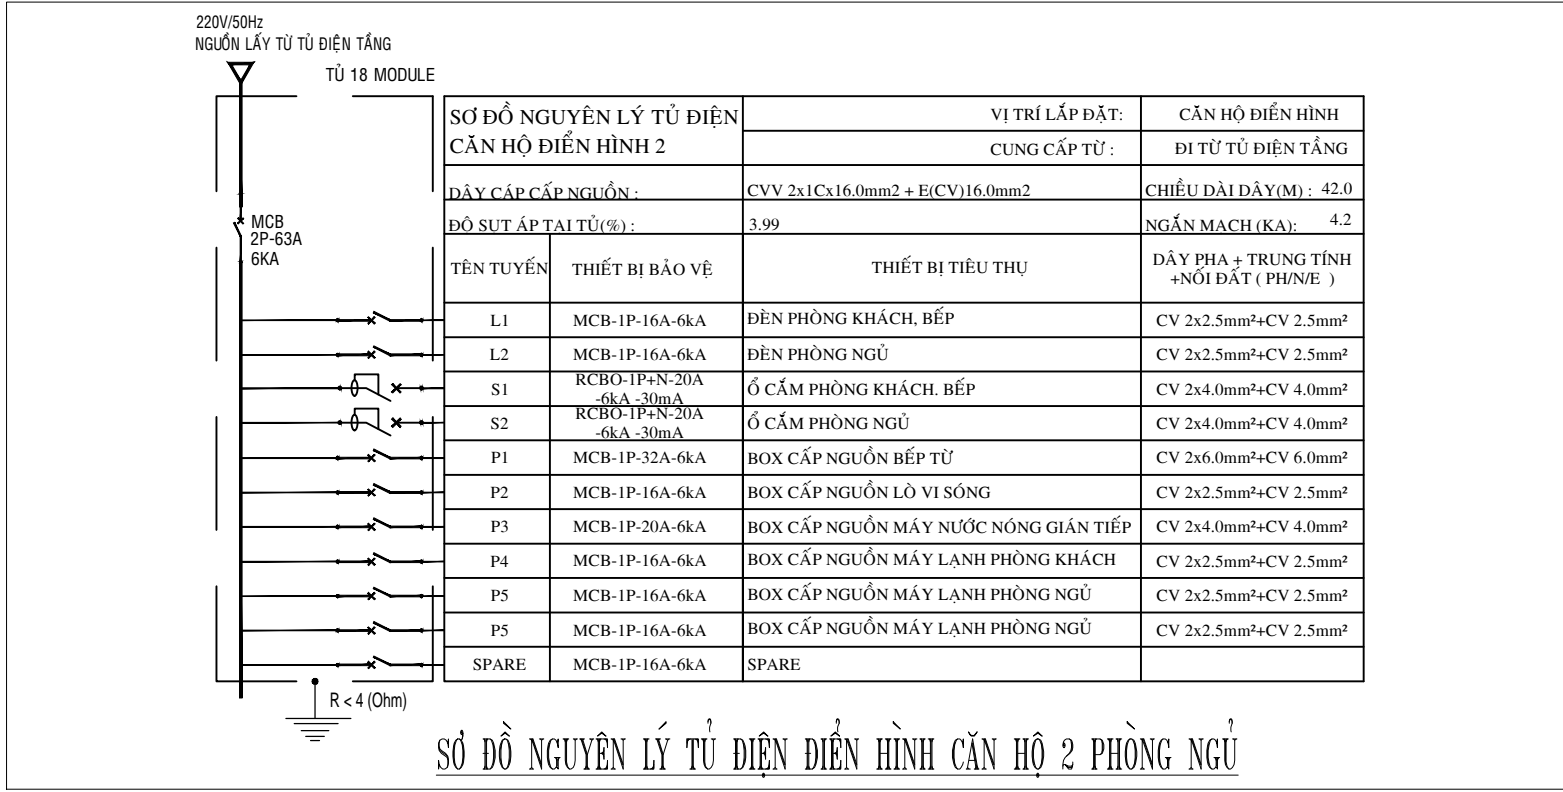 220V/50Hz
NGUỒN LẤY TỪ TỦ ĐIỆN TẦNG
TỦ 18 MODULE
MCB
2P-63A
6KA
SƠ ĐỒ NGUYÊN LÝ TỦ ĐIỆN
CĂN HỘ ĐIỂN HÌNH 2
VỊ TRÍ LẮP ĐẶT: CĂN HỘ ĐIỂN HÌNH
CUNG CẤP TỪ : ĐI TỪ TỦ ĐIỆN TẦNG
DÂY CÁP CẤP NGUỒN : CVV 2x1Cx16.0mm2 + E(CV)16.0mm2 CHIỀU DÀI DÂY(M) : 42.0
ĐỘ SỤT ÁP TẠI TỦ(%) : 3.99 NGẮN MẠCH (KA): 4.2
TÊN TUYẾN THIẾT BỊ BẢO VỆ THIẾT BỊ TIÊU THỤ DÂY PHA + TRUNG TÍNH
+NỐI ĐẤT ( PH/N/E )
L1 MCB-1P-16A-6kA ĐÈN PHÒNG KHÁCH, BẾP CV 2x2.5mm²+CV 2.5mm²
L2 MCB-1P-16A-6kA ĐÈN PHÒNG NGỦ CV 2x2.5mm²+CV 2.5mm²
S1 RCBO-1P+N-20A
-6kA -30mA Ổ CẮM PHÒNG KHÁCH. BẾP CV 2x4.0mm²+CV 4.0mm²
S2 RCBO-1P+N-20A
-6kA -30mA Ổ CẮM PHÒNG NGỦ CV 2x4.0mm²+CV 4.0mm²
P1 MCB-1P-32A-6kA BOX CẤP NGUỒN BẾP TỪ CV 2x6.0mm²+CV 6.0mm²
P2 MCB-1P-16A-6kA BOX CẤP NGUỒN LÒ VI SÓNG CV 2x2.5mm²+CV 2.5mm²
P3 MCB-1P-20A-6kA BOX CẤP NGUỒN MÁY NƯỚC NÓNG GIÁN TIẾP CV 2x4.0mm²+CV 4.0mm²
P4 MCB-1P-16A-6kA BOX CẤP NGUỒN MÁY LẠNH PHÒNG KHÁCH CV 2x2.5mm²+CV 2.5mm²
P5 MCB-1P-16A-6kA BOX CẤP NGUỒN MÁY LẠNH PHÒNG NGỦ CV 2x2.5mm²+CV 2.5mm²
P5 MCB-1P-16A-6kA BOX CẤP NGUỒN MÁY LẠNH PHÒNG NGỦ CV 2x2.5mm²+CV 2.5mm²
SPARE MCB-1P-16A-6kA SPARE
R < 4 (Ohm)
SƠ ĐỒ NGUYÊN LÝ TỦ ĐIỆN ĐIỂN HÌNH CĂN HỘ 2 PHÒNG NGỦ